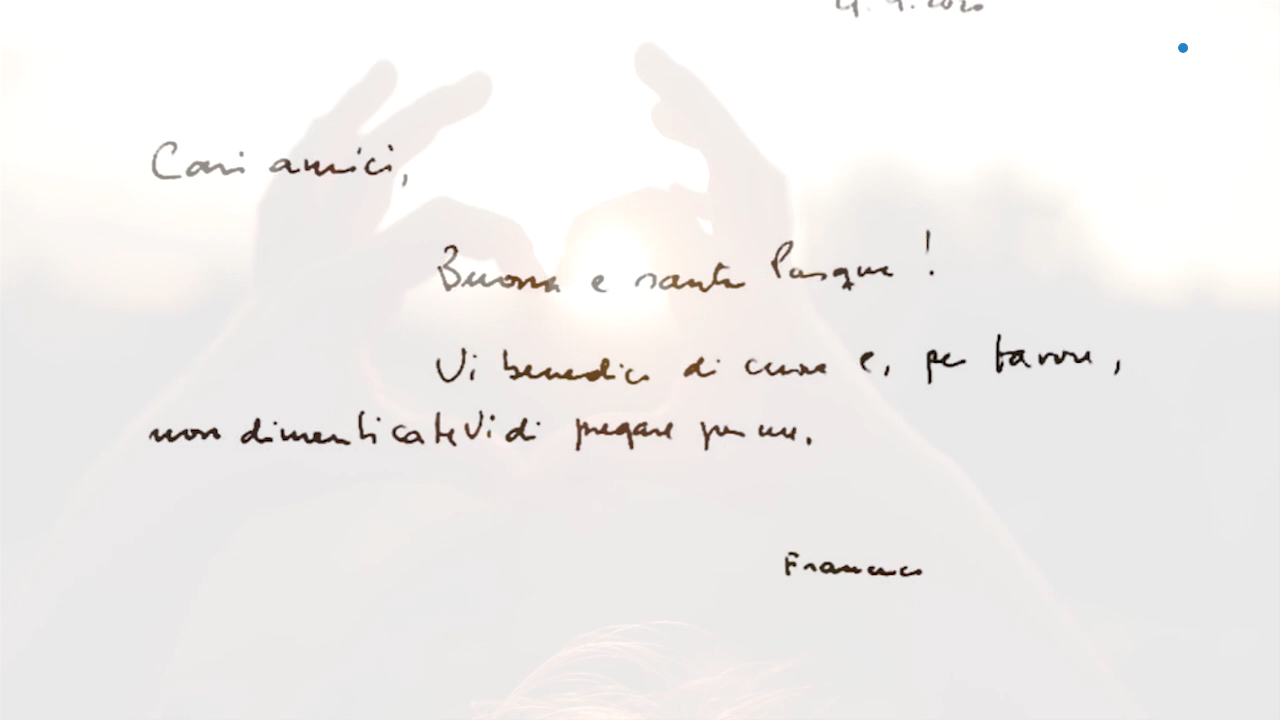 Cari amici,
Buona e santa Pasqua !
Vi benedico di cuore e, per favore,
non dimenticateVi di pregare per me.
Francesco